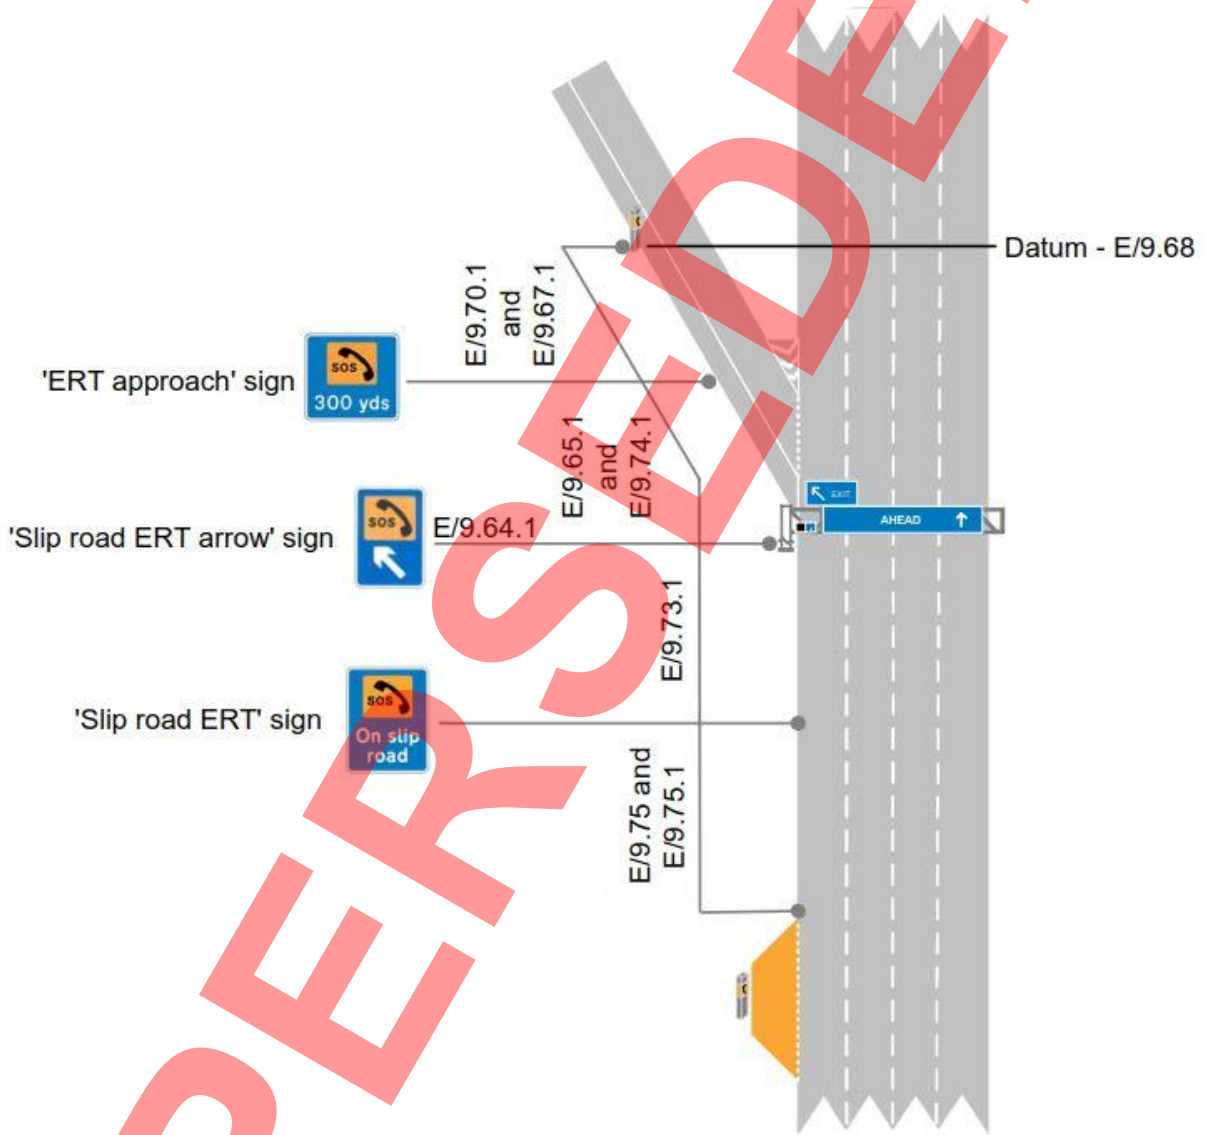 Datum - E/9.68
E/9.70.1
and
E/9.67.1
'ERT approach' sign
SOS
300 yds
E/9.65.1
and
E/9.74.1
EXIT
AHEAD
'Slip road ERT arrow' sign
SOS
E/9.64.1
E/9.73.1
'Slip road ERT' sign
SOS
On slip
road
E/9.75 and
E/9.75.1
PERSEDE